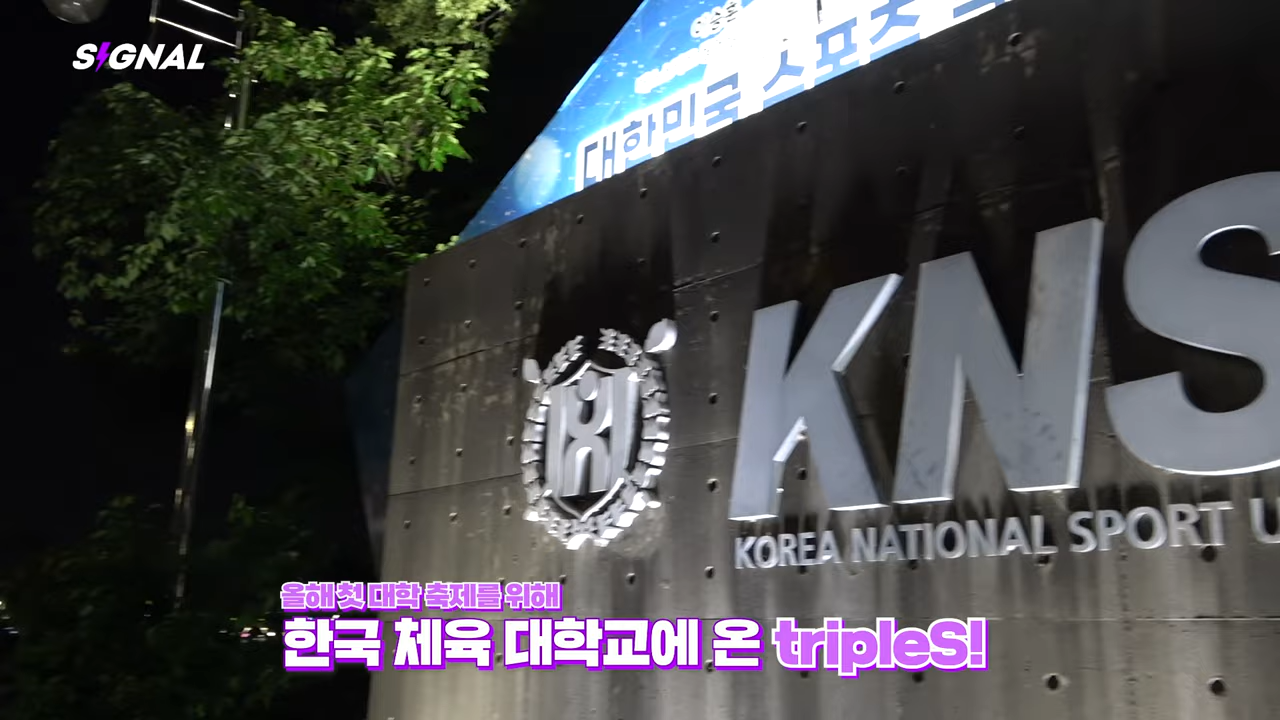 SIGNAL
대한민국 스포츠
KNS
KOREA NATIONAL SPORT U
올해 첫 대학 축제를 위해
한국 체육 대학교에 온 tripleS!